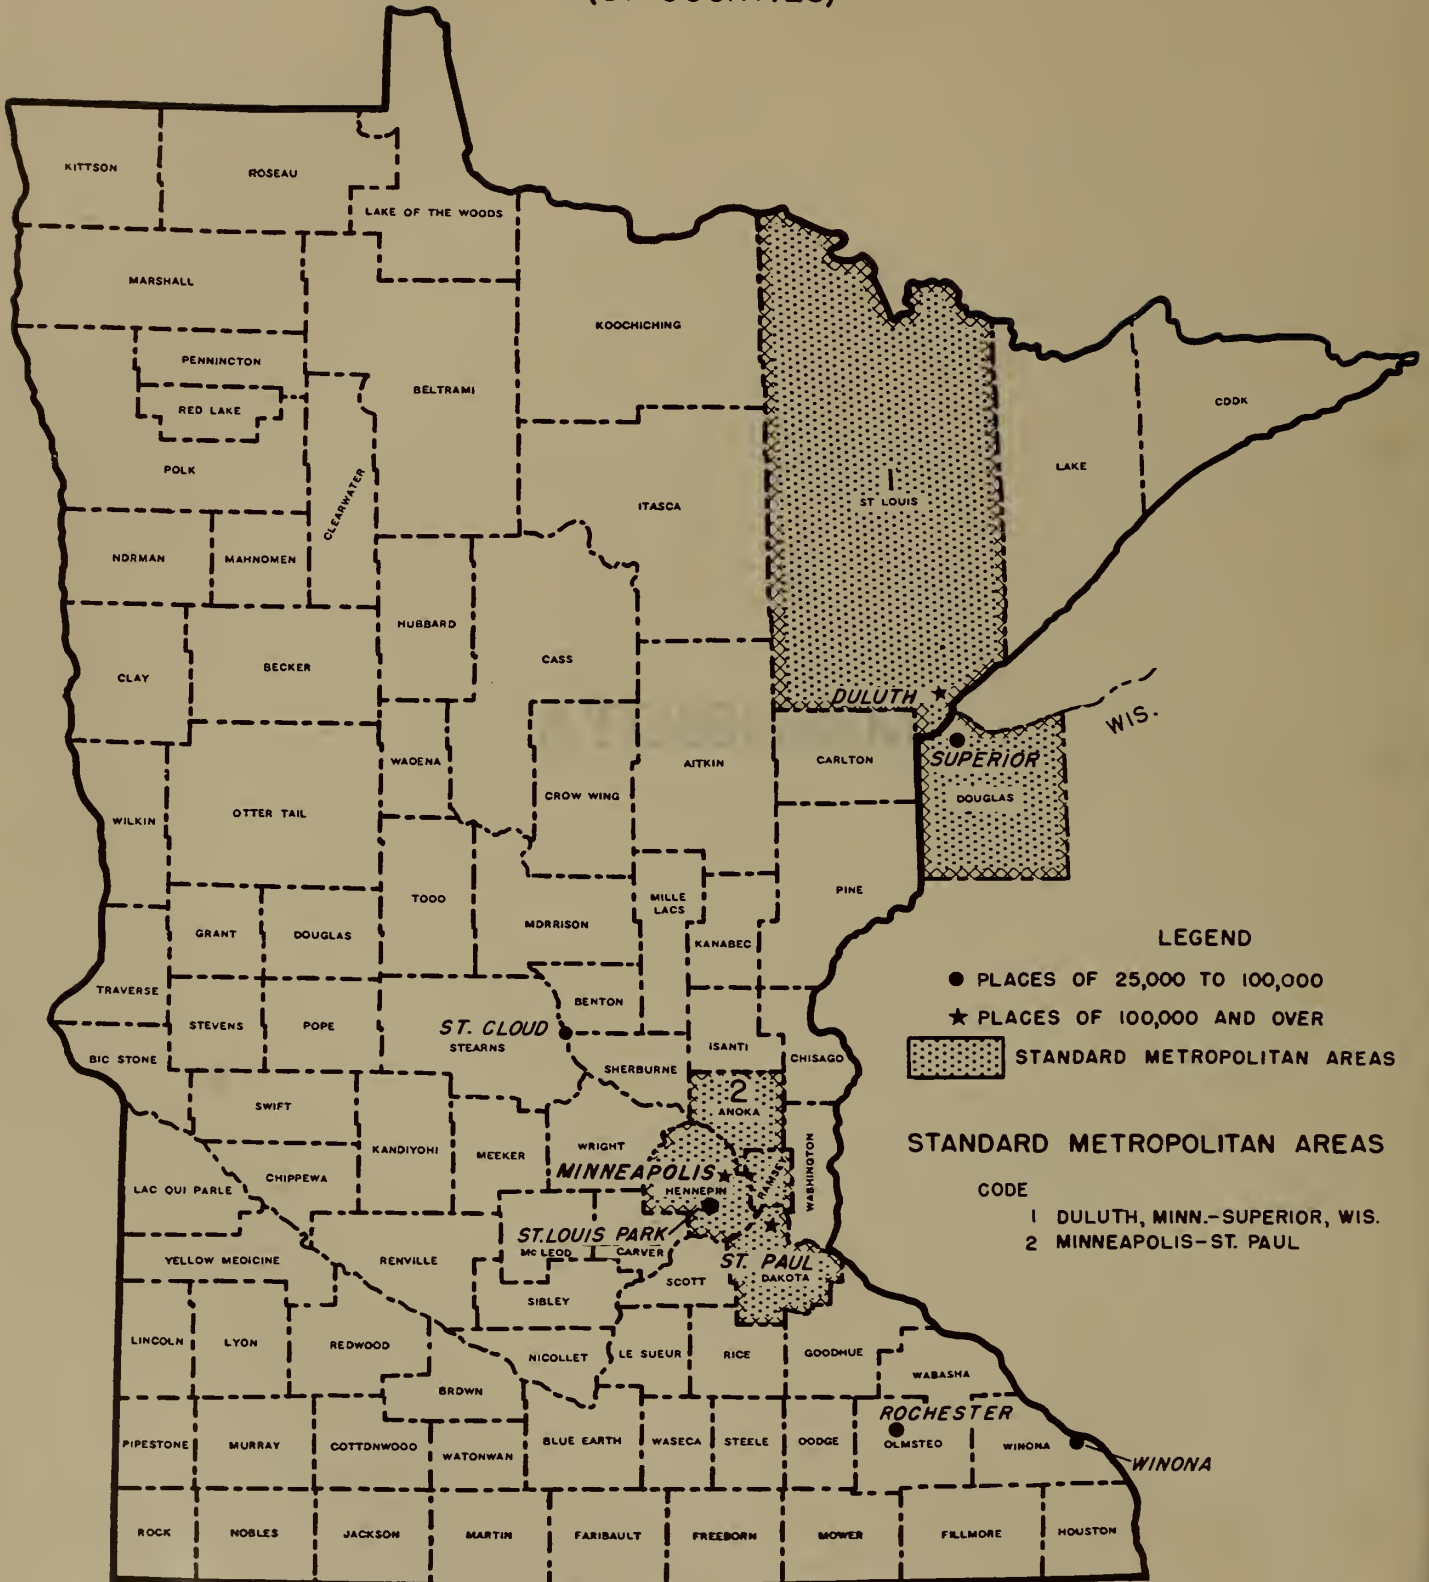 KITTSON
ROSEAU
LAKE OF THE WOODS
MARSHALL
KOOCHICHING
PENNINGTON
BELTRAMI
RED LAKE
COOK
POLK
LAKE
CLEARWATER
1
ST LOUIS
ITASCA
NORMAN
MAHNOMEN
HUBBARD
CASS
BECKER
CLAY
DULUTH
WIS.
WADENA
AITKIN
CARLTON
SUPERIOR
DOUGLAS
CROW WING
WILKIN
OTTER TAIL
TODD
MILLE
LACS
PINE
MORRISON
GRANT
DOUGLAS
KANABEC
TRAVERSE
BENTON
STEVENS
POPE
ST. CLOUD
STEARNS
ISANTI
BIG STONE
SHERBURNE
CHISAGO
2
ANOKA
SWIFT
KANDIYOHI
MEEKER
WRIGHT
WASHINGTON
MINNEAPOLIS
HENNEPIN
RAMSEY
CHIPPEWA
LAC QUI PARLE
ST. LOUIS PARK
MC LEOD
CARVER
YELLOW MEDICINE
RENVILLE
ST. PAUL
DAKOTA
SCOTT
SIBLEY
LINCOLN
LYON
REDWOOD
NICOLLET
LE SUEUR
RICE
GOODHUE
WABASHA
BROWN
ROCHESTER
OLMSTED
PIPESTONE
MURRAY
COTTONWOOD
WATONWAN
BLUE EARTH
WASECA
STEELE
DODGE
WINONA
WINONA
ROCK
NOBLES
JACKSON
MARTIN
FARIBAULT
FREEBORN
MOWER
FILLMORE
HOUSTON
LEGEND
PLACES OF 25,000 TO 100,000
PLACES OF 100,000 AND OVER
STANDARD METROPOLITAN AREAS
STANDARD METROPOLITAN AREAS
CODE
1 DULUTH, MINN.-SUPERIOR, WIS.
2 MINNEAPOLIS-ST. PAUL